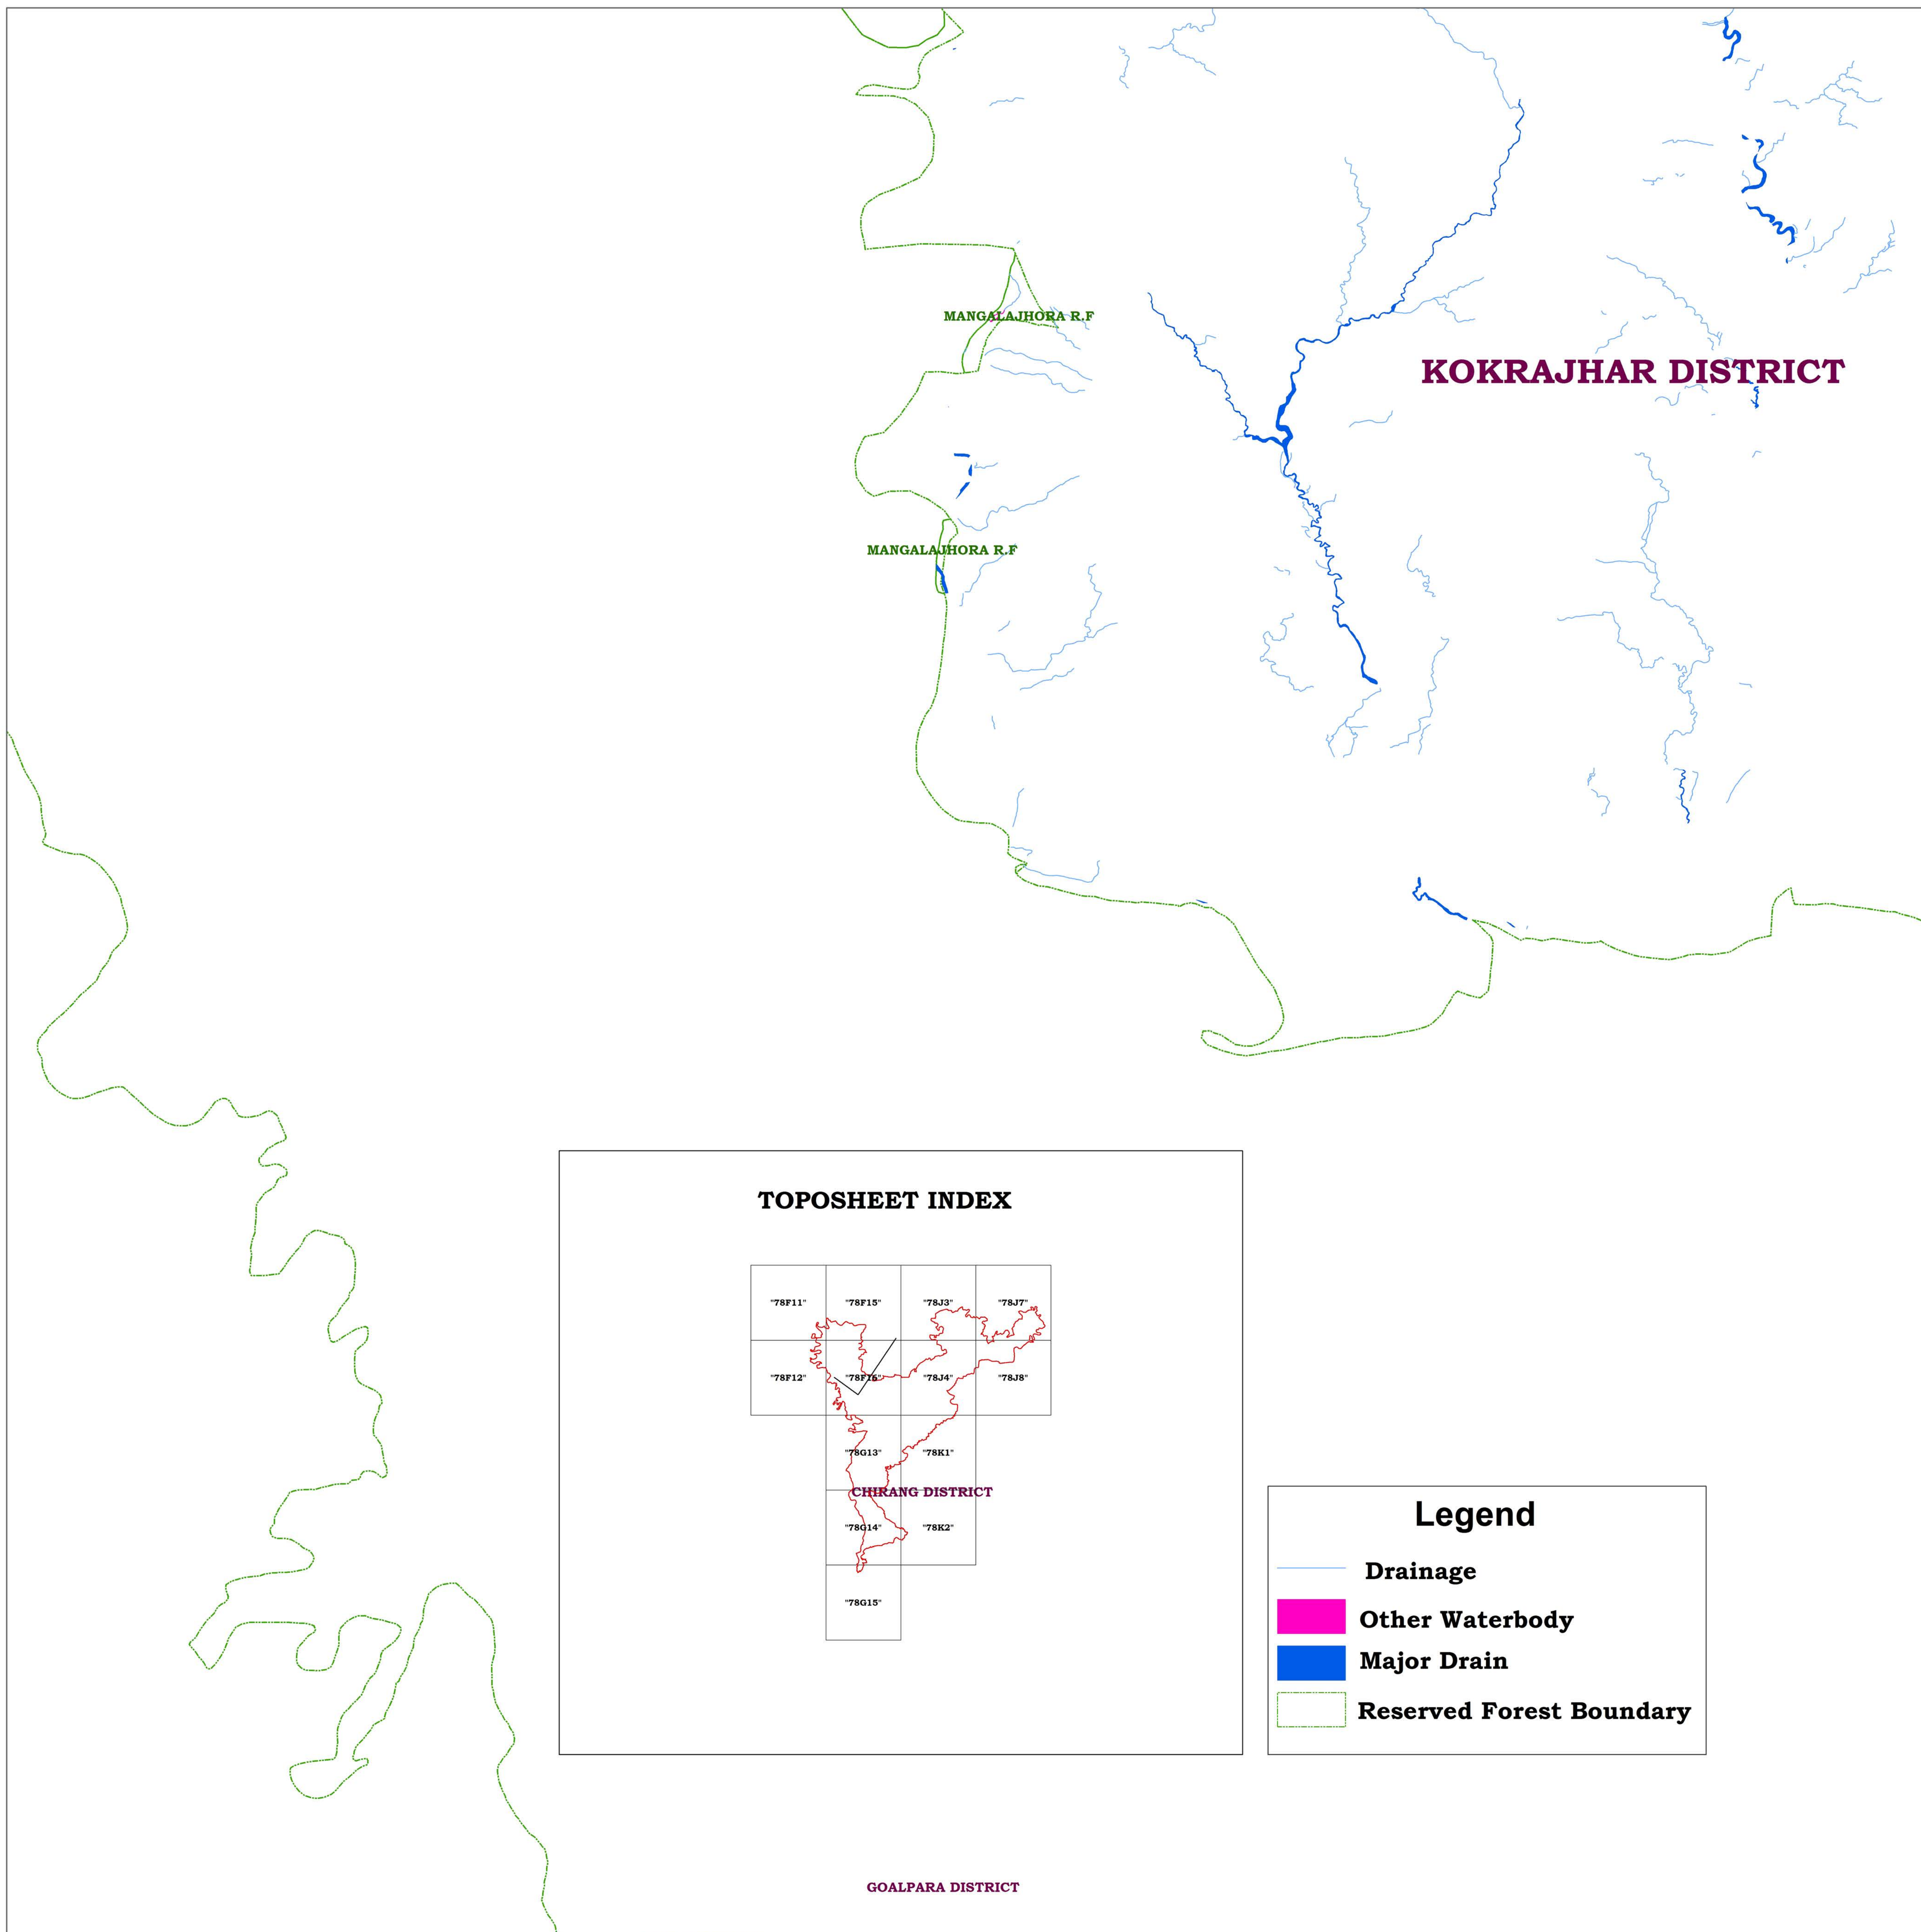 MANGALAJHORA R.F
KOKRAJHAR DISTRICT
MANGALAJHORA R.F
TOPOSHEET INDEX
"78F11" "78F15" "78J3" "78J7"
"78F12" "78F16" "78J4" "78J8"
"78G13" "78K1"
CHIRANG DISTRICT
"78G14" "78K2"
"78G15"
Legend
Drainage
Other Waterbody
Major Drain
Reserved Forest Boundary
GOALPARA DISTRICT